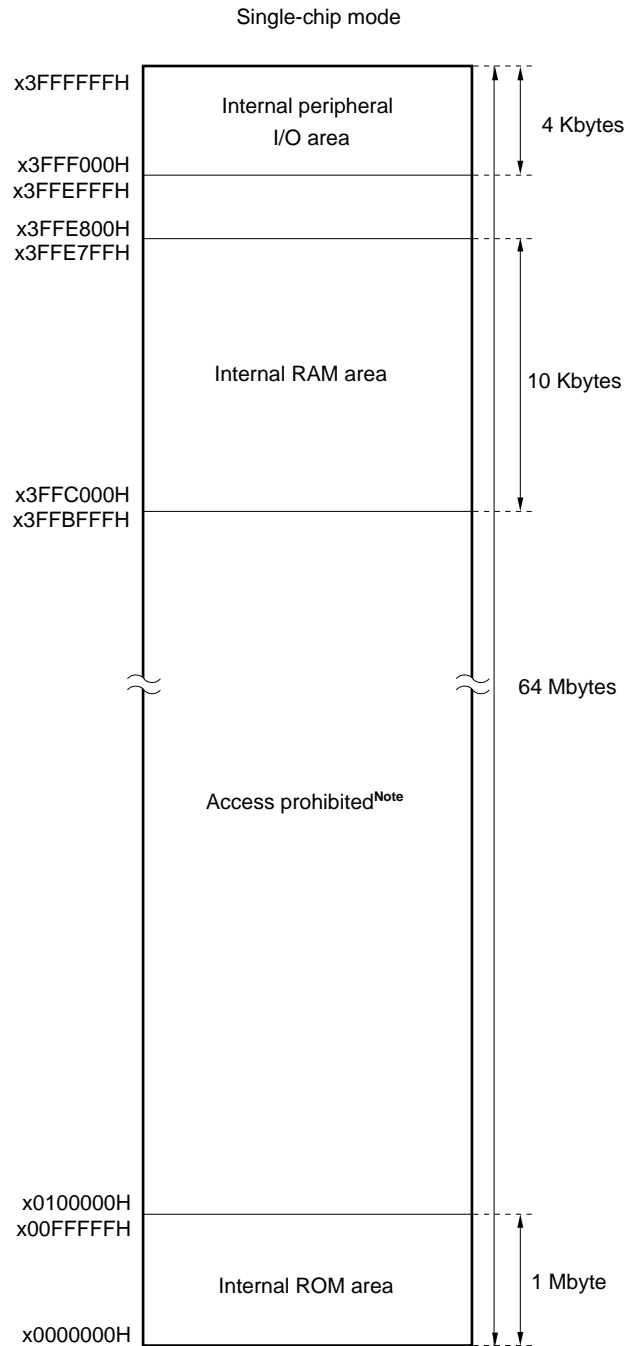 Single-chip mode
x3FFFFFFH
Internal peripheral
I/O area
4 Kbytes
x3FFF000H
x3FFEFFFH
x3FFE800H
x3FFE7FFH
Internal RAM area
10 Kbytes
x3FFC000H
x3FFBFFFH
64 Mbytes
Access prohibitedNote
x0100000H
x00FFFFFH
Internal ROM area
1 Mbyte
x0000000H